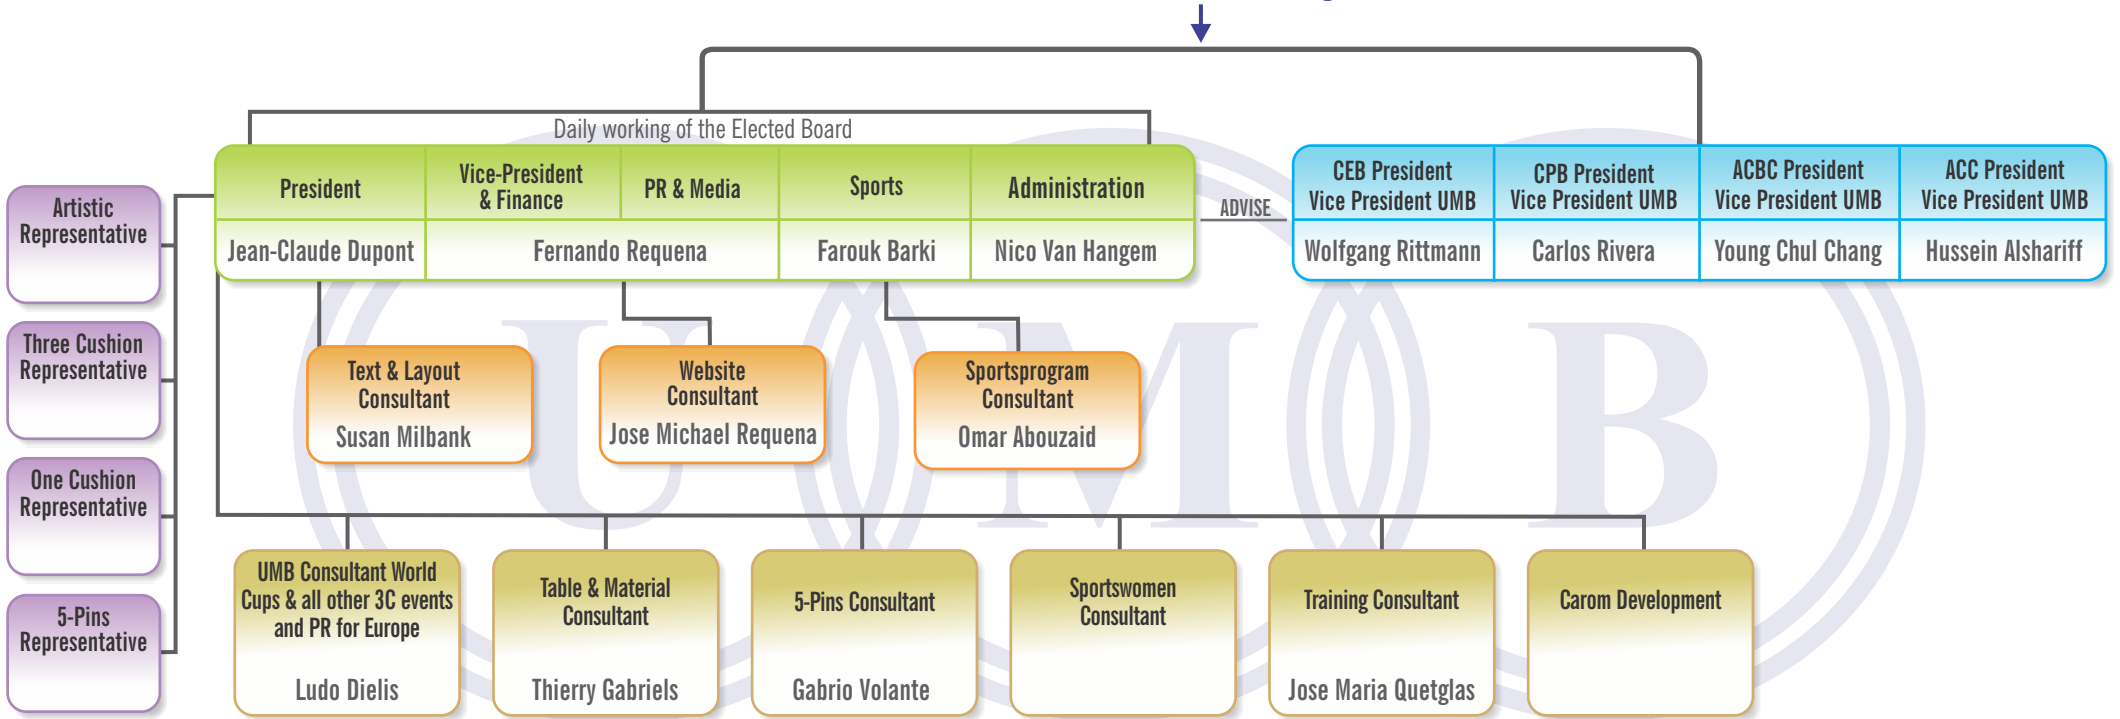 Daily working of the Elected Board
President
Vice-President
& Finance
PR & Media
Sports
Administration
Jean-Claude Dupont
Fernando Requena
Farouk Barki
Nico Van Hangem
ADVISE
CEB President
Vice President UMB
CPB President
Vice President UMB
ACBC President
Vice President UMB
ACC President
Vice President UMB
Wolfgang Rittmann
Carlos Rivera
Young Chul Chang
Hussein Alshariff
Artistic
Representative
Three Cushion
Representative
One Cushion
Representative
5-Pins
Representative
Text & Layout
Consultant
Susan Milbank
Website
Consultant
Jose Michael Requena
Sportsprogram
Consultant
Omar Abouzaid
U M B
UMB Consultant World
Cups & all other 3C events
and PR for Europe
Ludo Dielis
Table & Material
Consultant
Thierry Gabriels
5-Pins Consultant
Gabrio Volante
Sportswomen
Consultant
Training Consultant
Jose Maria Quetglas
Carom Development